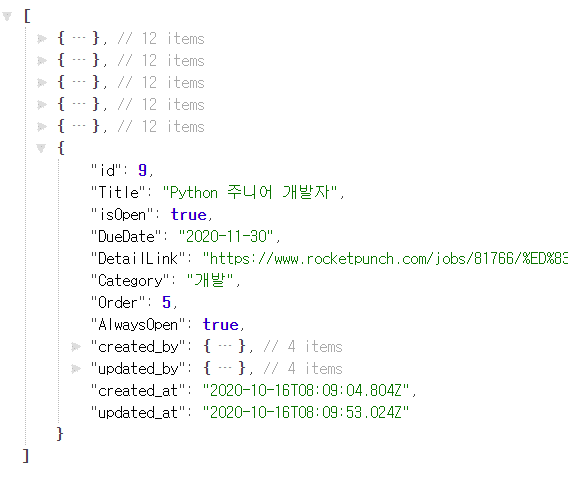 [
{ ··· }, // 12 items
{ ··· }, // 12 items
{ ··· }, // 12 items
{ ··· }, // 12 items
{ ··· }, // 12 items
{
"id": 9,
"Title": "Python 주니어 개발자",
"isOpen": true,
"DueDate": "2020-11-30",
"DetailLink": "https://www.rocketpunch.com/jobs/81766/%ED%83
"Category": "개발",
"Order": 5,
"AlwaysOpen": true,
"created_by": { ··· }, // 4 items
"updated_by": { ··· }, // 4 items
"created_at": "2020-10-16T08:09:04.804Z",
"updated_at": "2020-10-16T08:09:53.024Z"
}
]